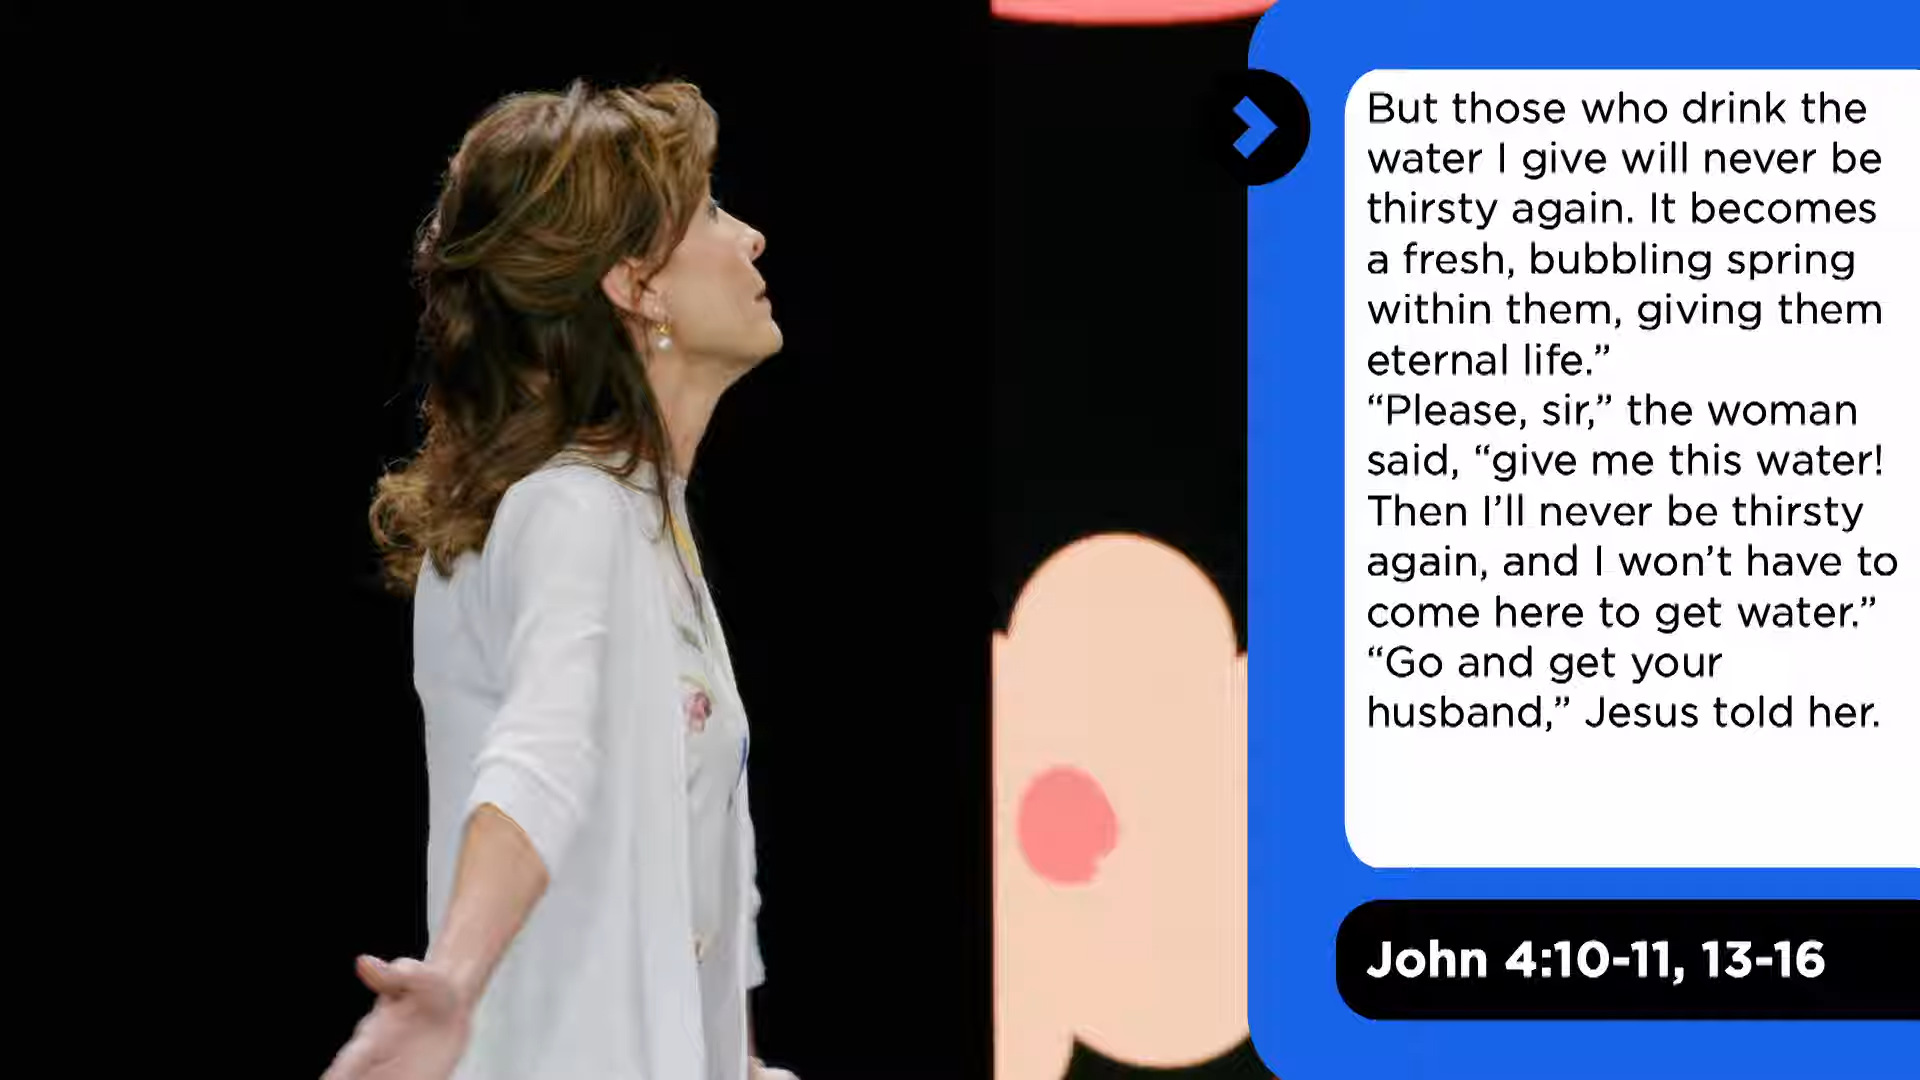 But those who drink the
water I give will never be
thirsty again. It becomes
a fresh, bubbling spring
within them, giving them
eternal life.”
“Please, sir,” the woman
said, “give me this water!
Then I’ll never be thirsty
again, and I won’t have to
come here to get water.”
“Go and get your
husband,” Jesus told her.
John 4:10-11, 13-16